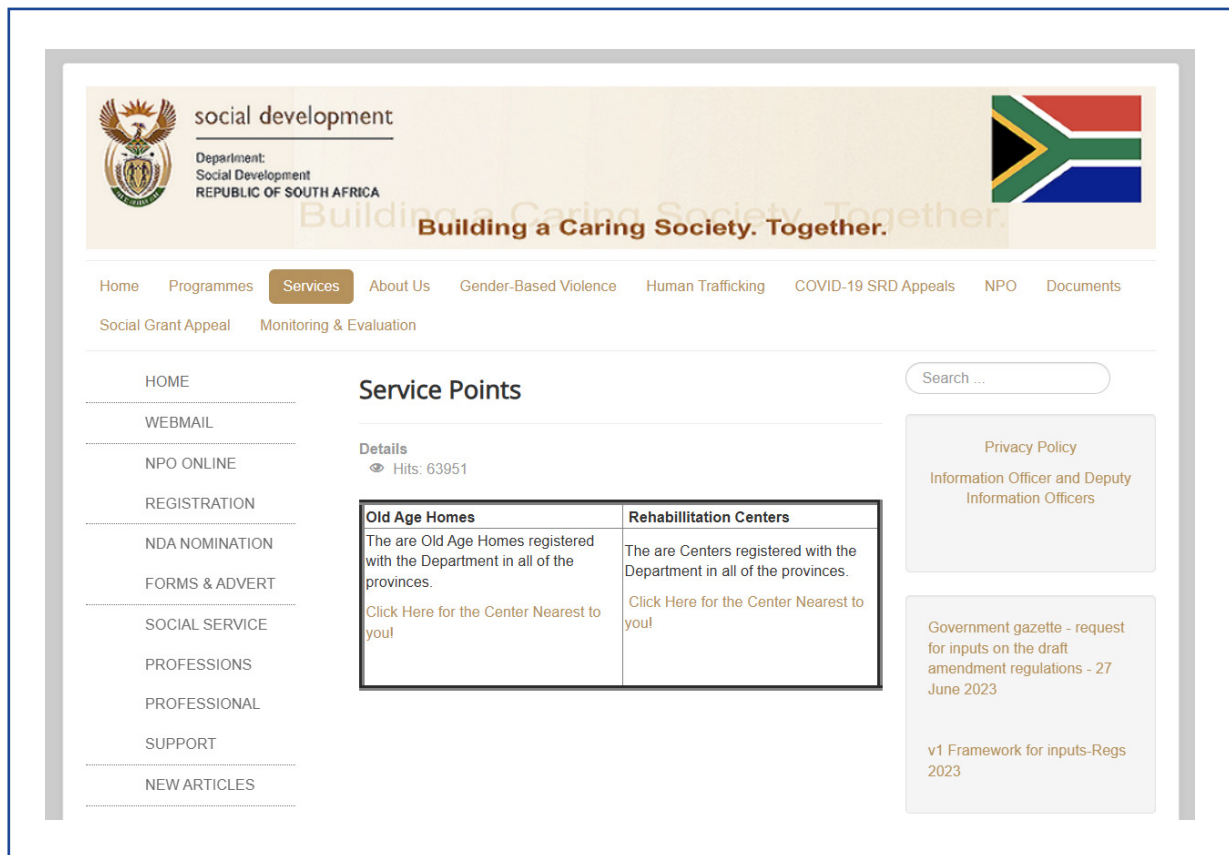 social development
Department:
Social Development
REPUBLIC OF SOUTH AFRICA
Building a Caring Society. Together.
Building a Caring Society. Together.
Home Programmes Services About Us Gender-Based Violence Human Trafficking COVID-19 SRD Appeals NPO Documents
Social Grant Appeal Monitoring & Evaluation
HOME
WEBMAIL
NPO ONLINE
REGISTRATION
NDA NOMINATION
FORMS & ADVERT
SOCIAL SERVICE
PROFESSIONS
PROFESSIONAL
SUPPORT
NEW ARTICLES
Service Points
Details
Hits: 63951
Old Age Homes
The are Old Age Homes registered
with the Department in all of the
provinces.
Click Here for the Center Nearest to
you!
Rehabillitation Centers
The are Centers registered with the
Department in all of the provinces.
Click Here for the Center Nearest to
you!
Search ...
Privacy Policy
Information Officer and Deputy
Information Officers
Government gazette - request
for inputs on the draft
amendment regulations - 27
June 2023
v1 Framework for inputs-Regs
2023